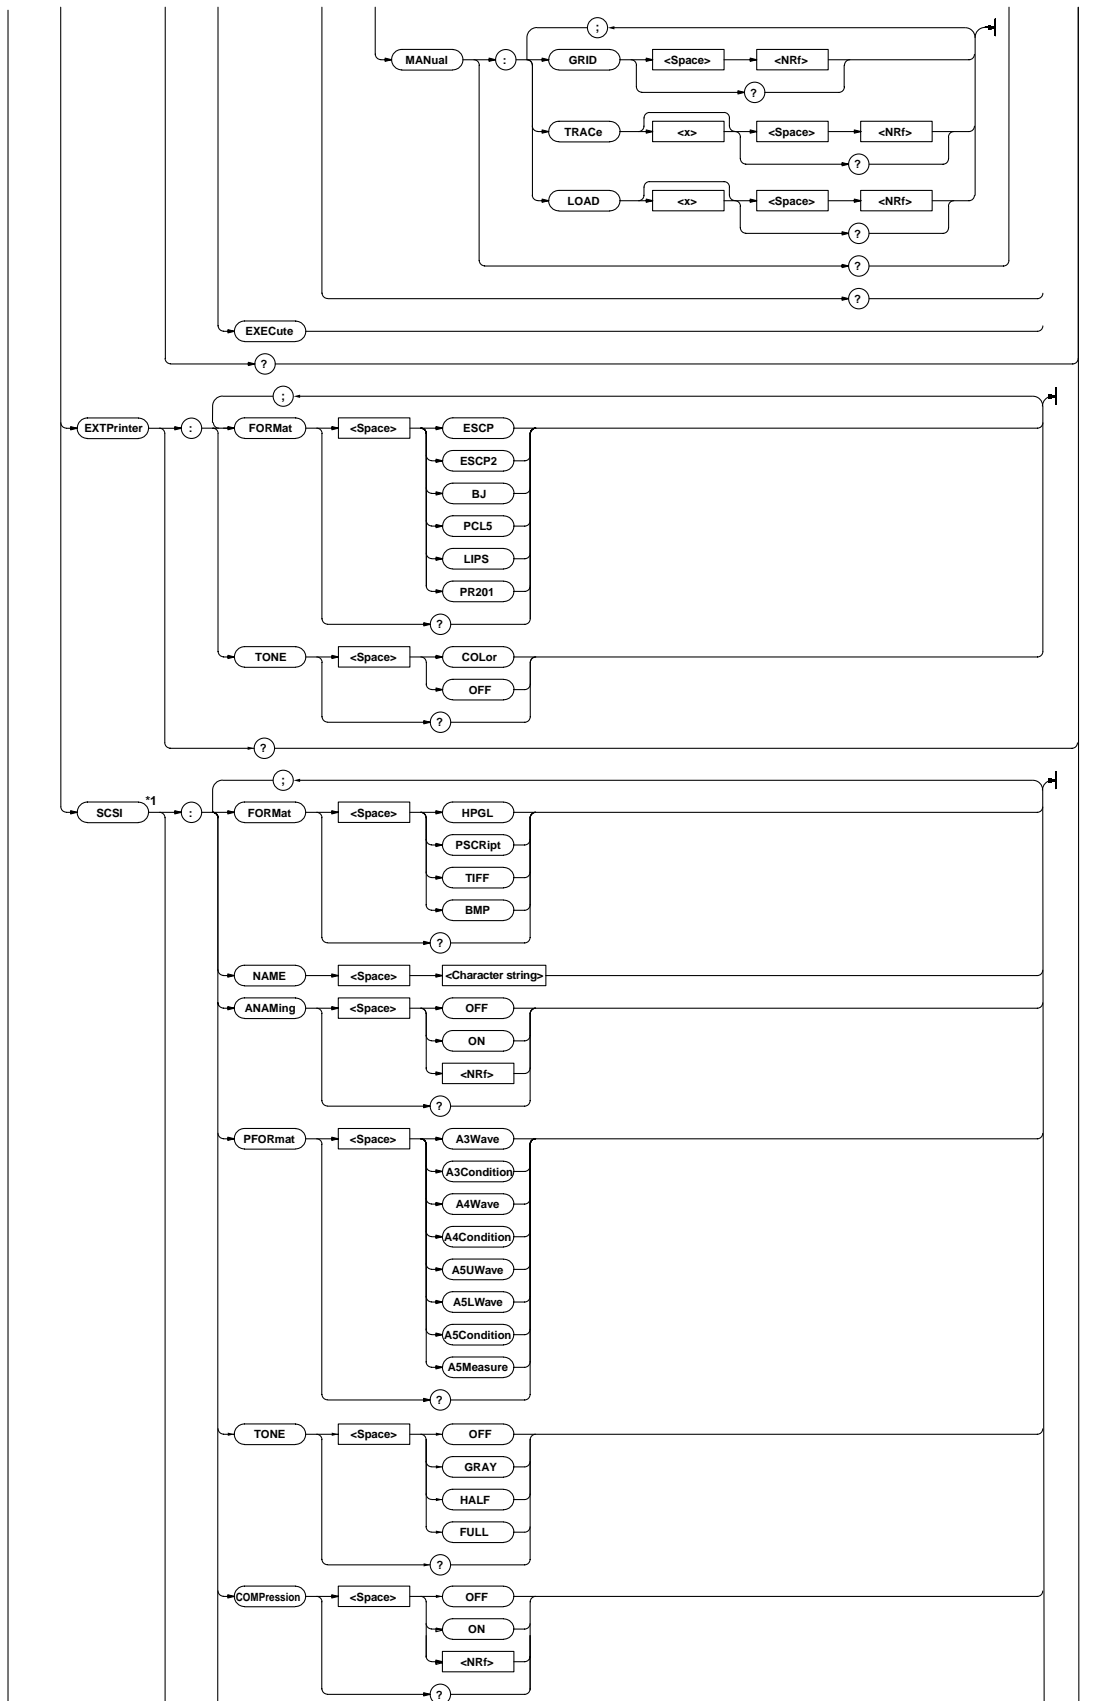 ;
MANual : GRID <Space> <NRf>
?
TRACe <x> <Space> <NRf>
?
LOAD <x> <Space> <NRf>
?
?
?
EXECute
?
;
EXTPrinter : FORMat <Space> ESCP
ESCP2
BJ
PCL5
LIPS
PR201
?
TONE <Space> COLor
OFF
?
?
;
SCSI *1 : FORMat <Space> HPGL
PSCRipt
TIFF
BMP
?
NAME <Space> <Character string>
ANAMing <Space> OFF
ON
<NRf>
?
PFORmat <Space> A3Wave
A3Condition
A4Wave
A4Condition
A5UWave
A5LWave
A5Condition
A5Measure
?
TONE <Space> OFF
GRAY
HALF
FULL
?
COMPression <Space> OFF
ON
<NRf>
?